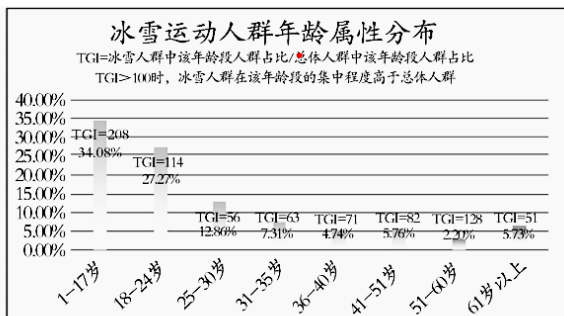 冰雪运动人群年龄属性分布
TGI=冰雪人群中该年龄段人群占比/总体人群中该年龄段人群占比
TGI>100时，冰雪人群在该年龄段的集中程度高于总体人群
40.00%
35.00%
30.00%
25.00%
20.00%
15.00%
10.00%
5.00%
0.00%
TGI=208
34.08%
TGI=114
27.27%
TGI=56
12.86%
TGI=63
7.31%
TGI=71
4.74%
TGI=82
5.76%
TGI=128
2.20%
TGI=51
5.73%
1-17岁
18-24岁
25-30岁
31-35岁
36-40岁
41-51岁
51-60岁
61岁以上